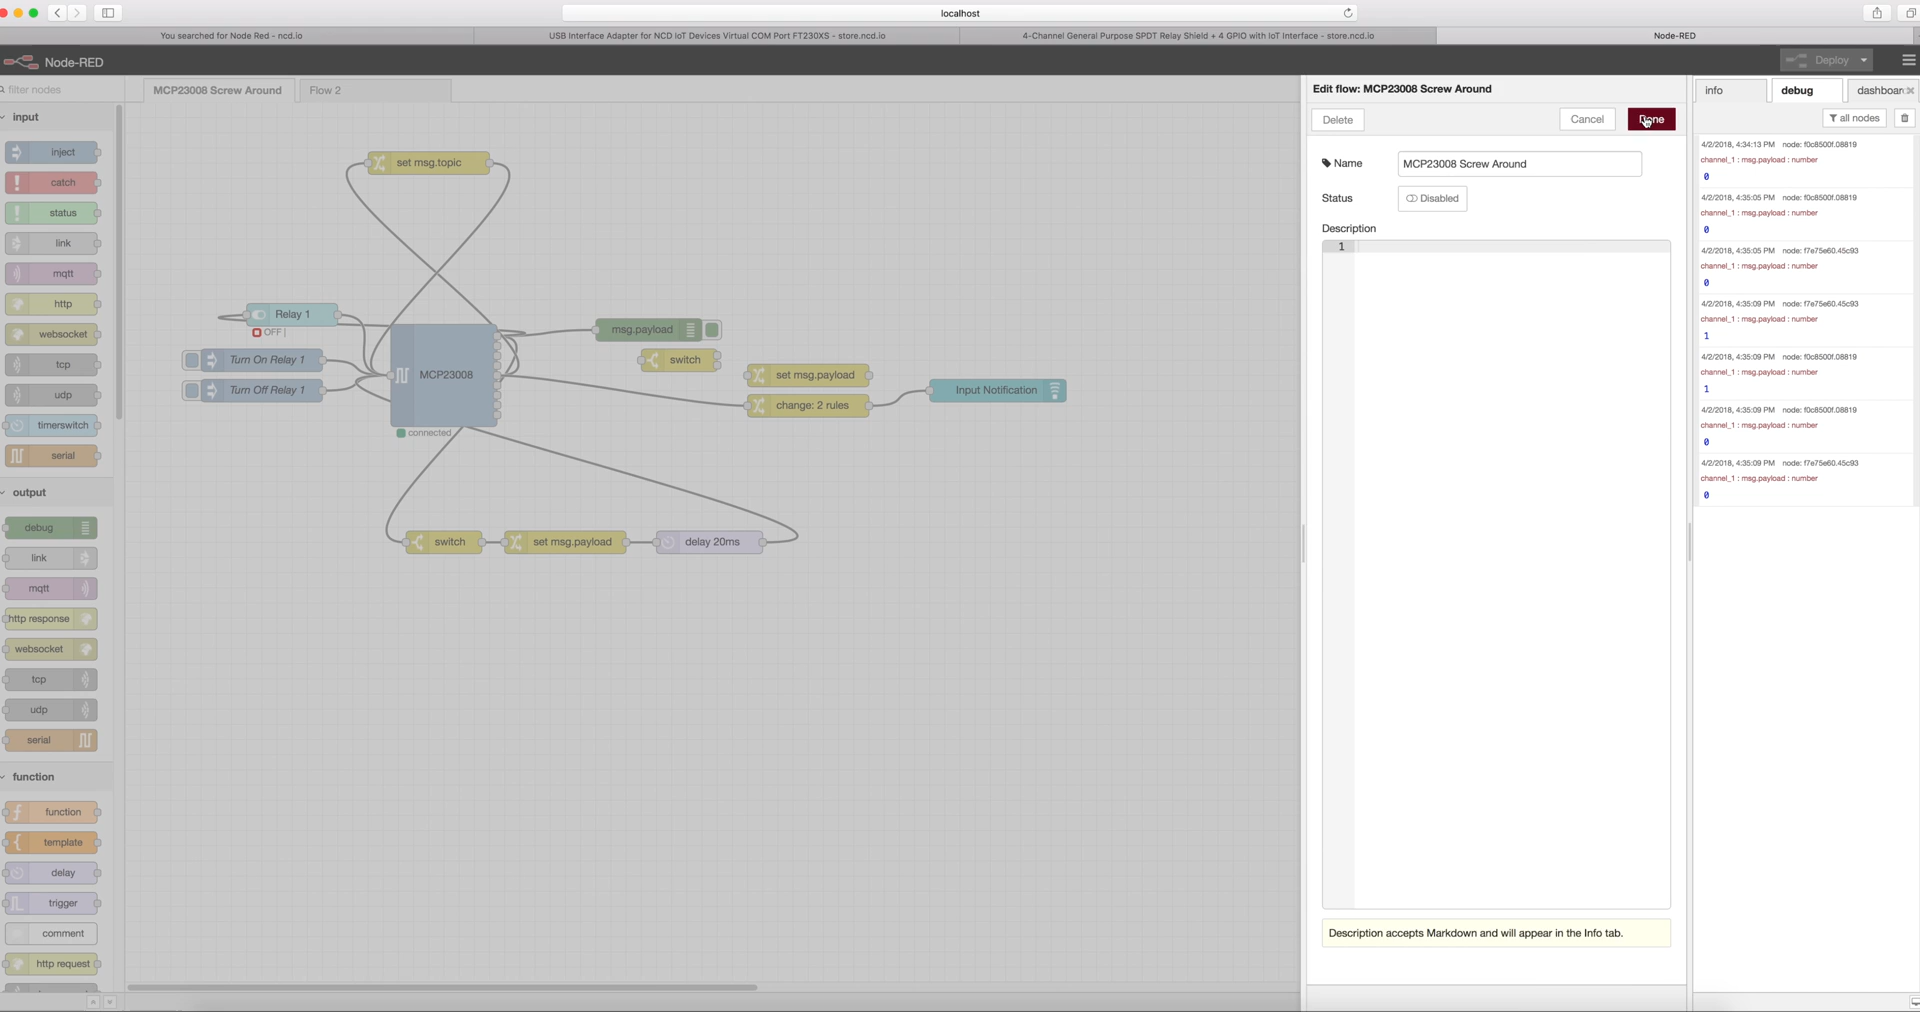 localhost
You searched for Node Red - ncd.io
USB Interface Adapter for NCD IoT Devices Virtual COM Port FT230XS - store.ncd.io
4-Channel General Purpose SPDT Relay Shield + 4 GPIO with IoT Interface - store.ncd.io
Node-RED
Node-RED
Deploy
filter nodes
MCP23008 Screw Around
Flow 2
input
inject
catch
status
link
mqtt
http
websocket
tcp
udp
timerswitch
serial
output
debug
link
mqtt
http response
websocket
tcp
udp
serial
function
function
template
delay
trigger
comment
http request
set msg.topic
Relay 1
OFF |
Turn On Relay 1
Turn Off Relay 1
MCP23008
connected
msg.payload
switch
set msg.payload
change: 2 rules
Input Notification
switch
set msg.payload
delay 20ms
Edit flow: MCP23008 Screw Around
Delete
Cancel
Done
Name
MCP23008 Screw Around
Status
Disabled
Description
1
Description accepts Markdown and will appear in the Info tab.
info
debug
dashboar
all nodes
4/2/2018, 4:34:13 PM node: f0c8500f.08819
channel_1 : msg.payload : number
0
4/2/2018, 4:35:05 PM node: f0c8500f.08819
channel_1 : msg.payload : number
0
4/2/2018, 4:35:05 PM node: f7e75e60.45c93
channel_1 : msg.payload : number
0
4/2/2018, 4:35:09 PM node: f7e75e60.45c93
channel_1 : msg.payload : number
1
4/2/2018, 4:35:09 PM node: f7e75e60.45c93
channel_1 : msg.payload : number
1
4/2/2018, 4:35:09 PM node: f0c8500f.08819
channel_1 : msg.payload : number
0
4/2/2018, 4:35:09 PM node: f7e75e60.45c93
channel_1 : msg.payload : number
0